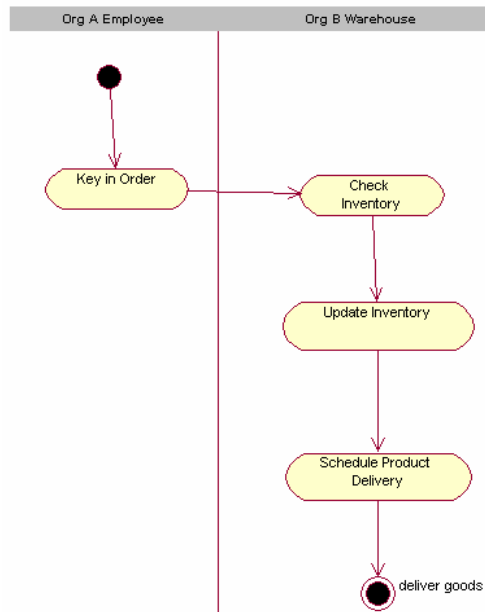 Org A Employee
Org B Warehouse
Key in Order
Check
Inventory
Update Inventory
Schedule Product
Delivery
deliver goods